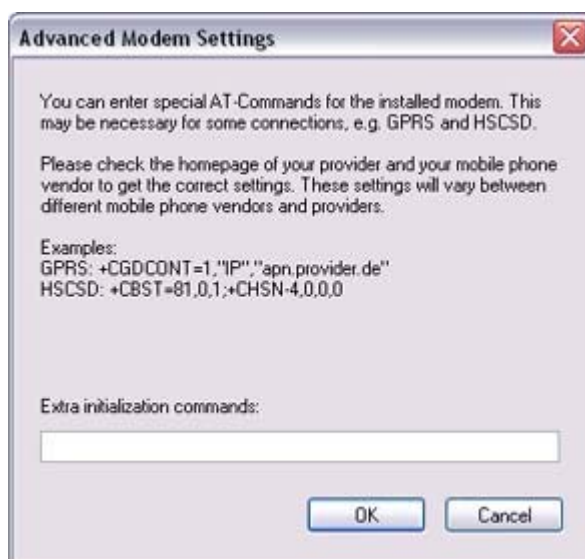 Advanced Modem Settings
You can enter special AT-Commands for the installed modem. This
may be necessary for some connections, e.g. GPRS and HSCSD.
Please check the homepage of your provider and your mobile phone
vendor to get the correct settings. These settings will vary between
different mobile phone vendors and providers.
Examples:
GPRS: +CGDCONT=1,"IP","apn.provider.de"
HSCSD: +CBST=81,0,1;+CHSN-4,0,0,0
Extra initialization commands:
OK Cancel